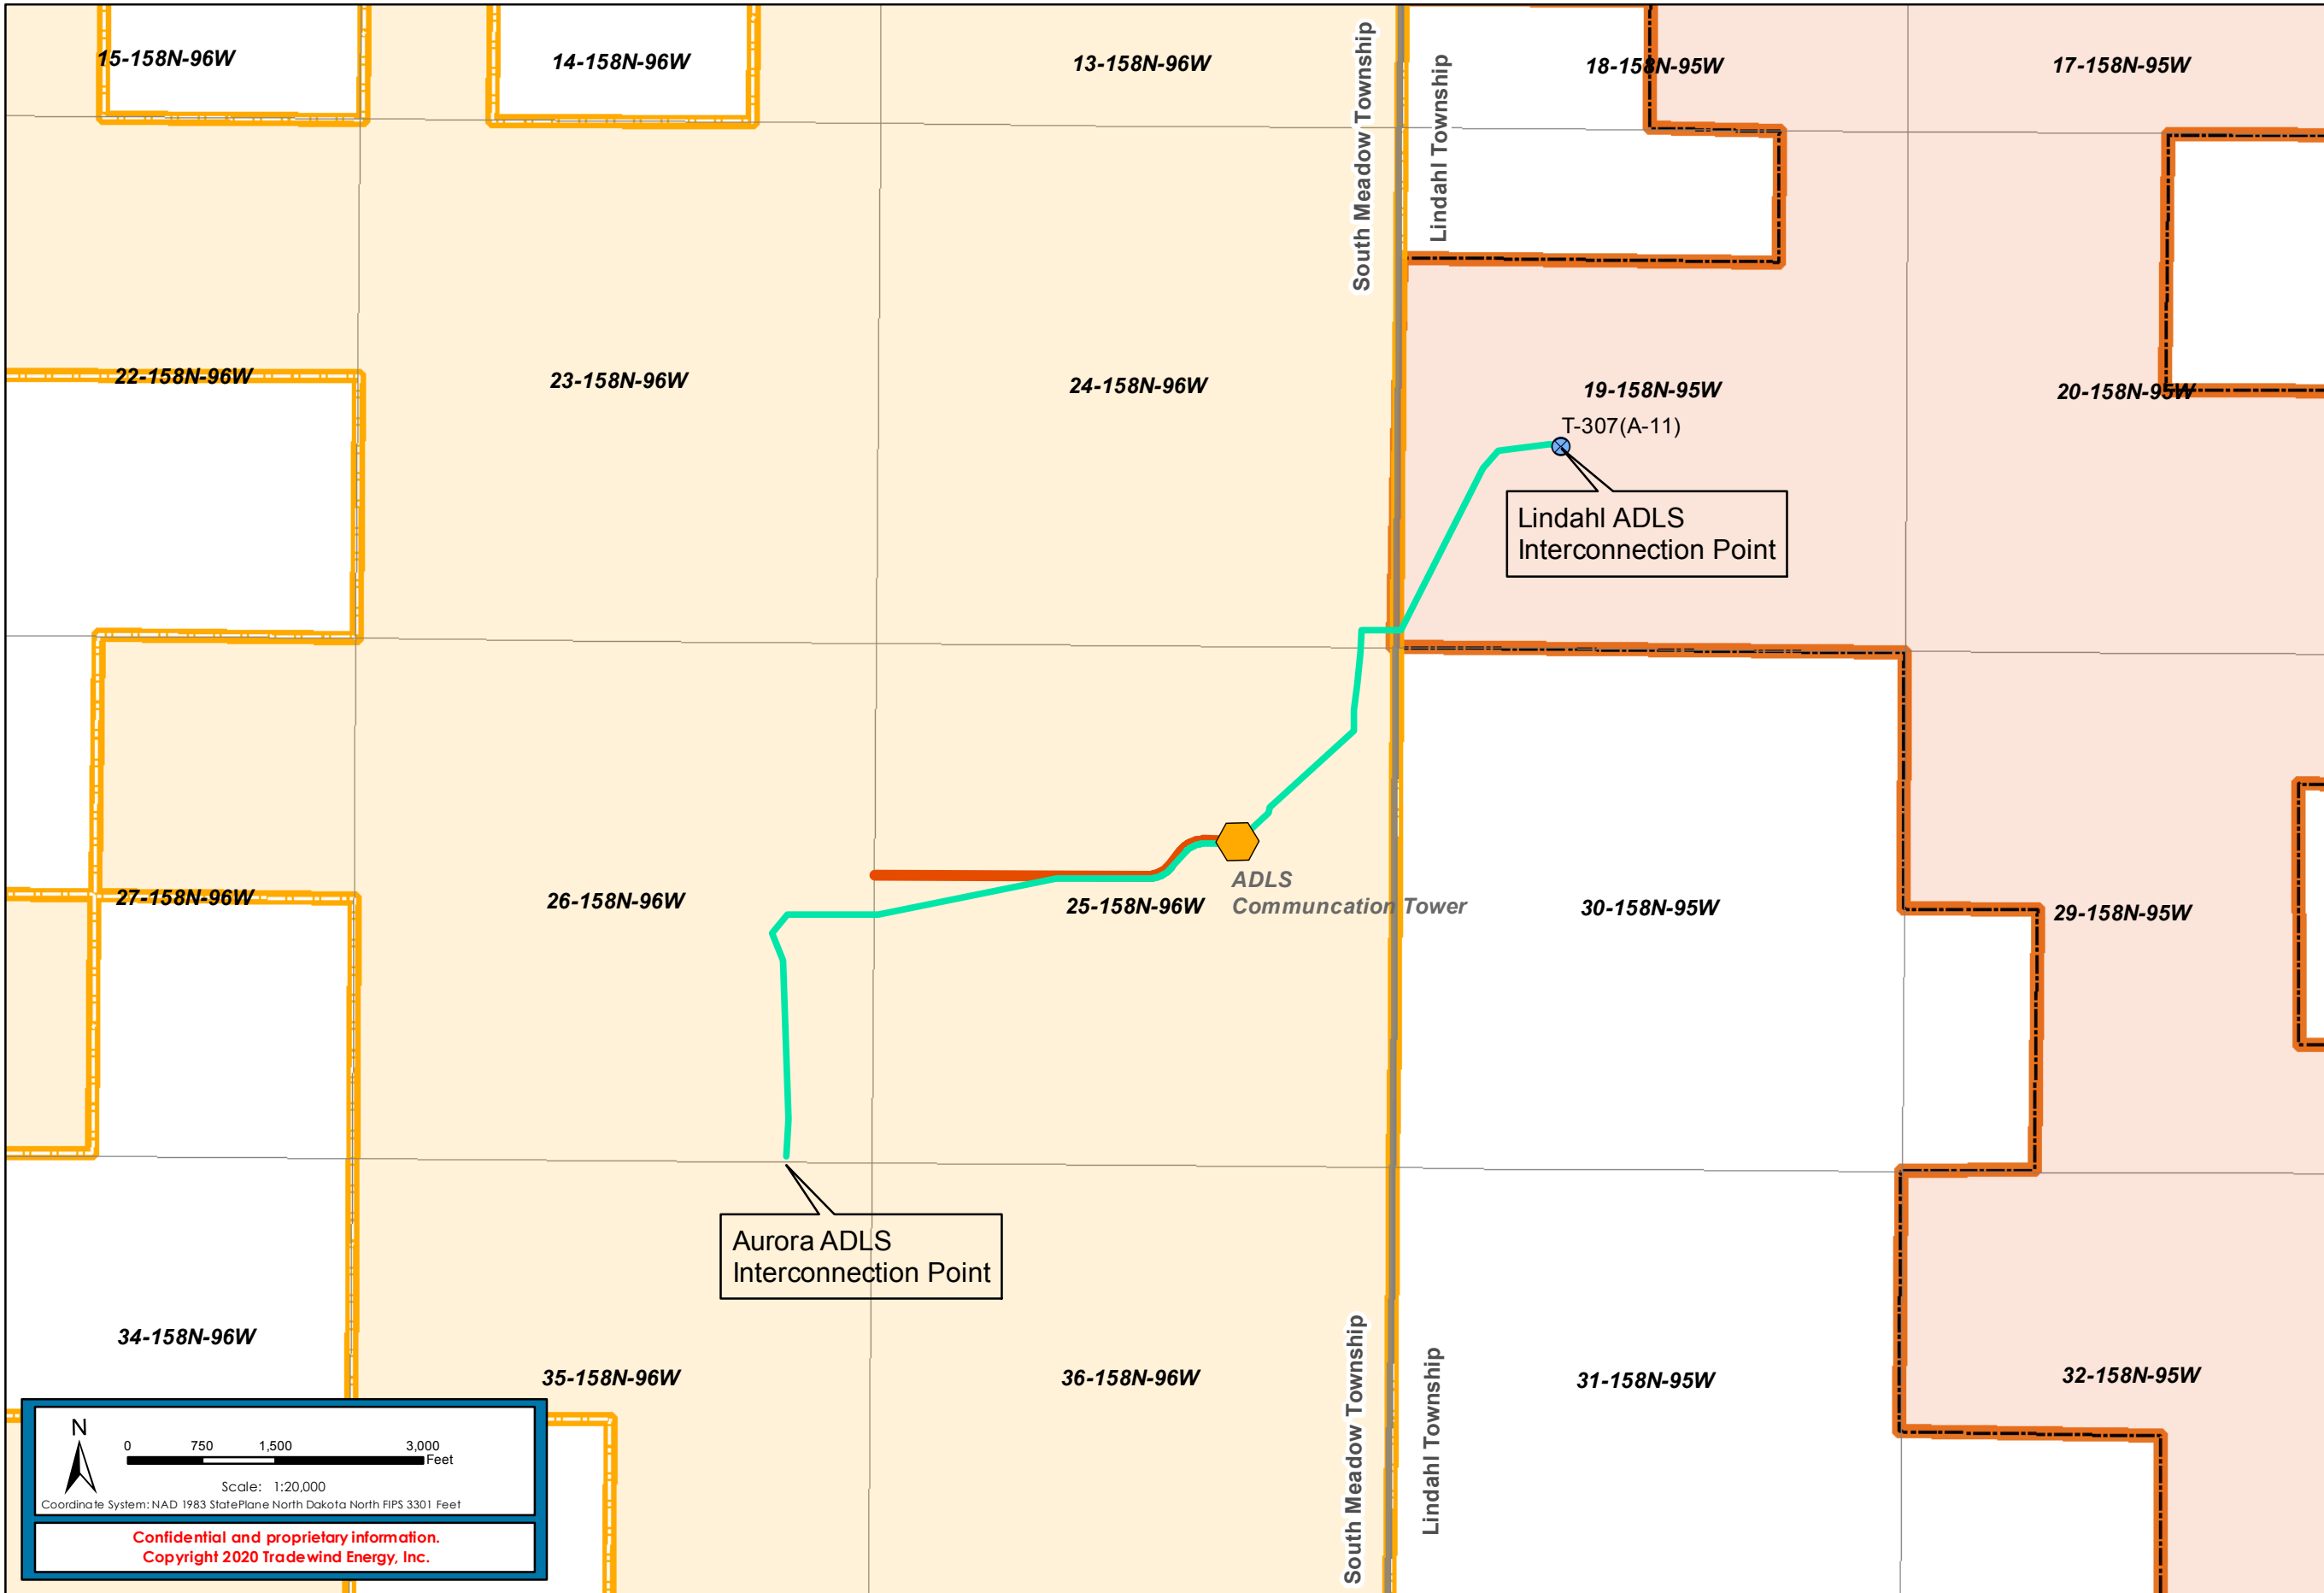 15-158N-96W
14-158N-96W
13-158N-96W
18-158N-95W
17-158N-95W
South Meadow Township
Lindahl Township
22-158N-96W
23-158N-96W
24-158N-96W
19-158N-95W
20-158N-95W
T-307(A-11)
Lindahl ADLS
Interconnection Point
27-158N-96W
26-158N-96W
25-158N-96W
ADLS
Communcation Tower
30-158N-95W
29-158N-95W
Aurora ADLS
Interconnection Point
34-158N-96W
35-158N-96W
36-158N-96W
South Meadow Township
Lindahl Township
31-158N-95W
32-158N-95W
N
0 750 1,500 3,000
Feet
Scale: 1:20,000
Coordinate System: NAD 1983 StatePlane North Dakota North FIPS 3301 Feet
Confidential and proprietary information.
Copyright 2020 Tradewind Energy, Inc.